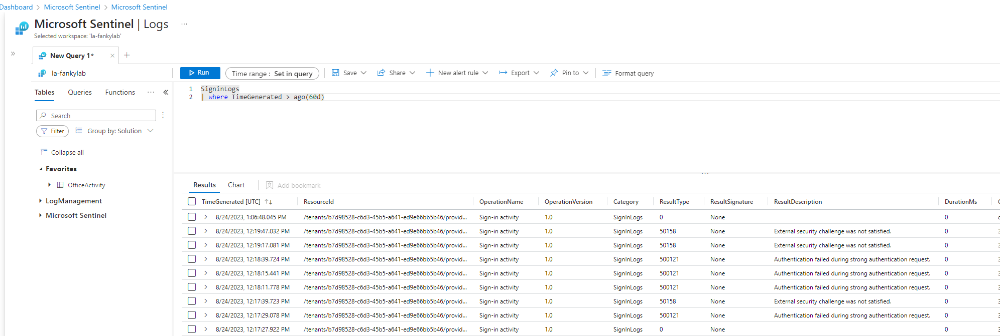 Dashboard > Microsoft Sentinel > Microsoft Sentinel
Microsoft Sentinel | Logs ...
Selected workspace: 'la-fankylab'
New Query 1*
la-fankylab
Run Time range : Set in query Save Share New alert rule Export Pin to Format query
Tables Queries Functions ...
1 SigninLogs
2 | where TimeGenerated > ago(60d)
Search
Filter Group by: Solution
Collapse all
Favorites
OfficeActivity
LogManagement
Microsoft Sentinel
Results Chart Add bookmark
TimeGenerated [UTC] ResourceId OperationName OperationVersion Category ResultType ResultSignature ResultDescription DurationMs
8/24/2023, 1:06:48.045 PM /tenants/b7d98528-c6d3-45b5-a641-ed9e66bb5b46/provid... Sign-in activity 1.0 SignInLogs 0 None 0
8/24/2023, 12:19:47.032 PM /tenants/b7d98528-c6d3-45b5-a641-ed9e66bb5b46/provid... Sign-in activity 1.0 SignInLogs 50158 None External security challenge was not satisfied. 0
8/24/2023, 12:19:17.081 PM /tenants/b7d98528-c6d3-45b5-a641-ed9e66bb5b46/provid... Sign-in activity 1.0 SignInLogs 50158 None External security challenge was not satisfied. 0
8/24/2023, 12:18:39.724 PM /tenants/b7d98528-c6d3-45b5-a641-ed9e66bb5b46/provid... Sign-in activity 1.0 SignInLogs 500121 None Authentication failed during strong authentication request. 0
8/24/2023, 12:18:15.441 PM /tenants/b7d98528-c6d3-45b5-a641-ed9e66bb5b46/provid... Sign-in activity 1.0 SignInLogs 500121 None Authentication failed during strong authentication request. 0
8/24/2023, 12:18:11.778 PM /tenants/b7d98528-c6d3-45b5-a641-ed9e66bb5b46/provid... Sign-in activity 1.0 SignInLogs 500121 None Authentication failed during strong authentication request. 0
8/24/2023, 12:17:39.723 PM /tenants/b7d98528-c6d3-45b5-a641-ed9e66bb5b46/provid... Sign-in activity 1.0 SignInLogs 50158 None External security challenge was not satisfied. 0
8/24/2023, 12:17:29.078 PM /tenants/b7d98528-c6d3-45b5-a641-ed9e66bb5b46/provid... Sign-in activity 1.0 SignInLogs 500121 None Authentication failed during strong authentication request. 0
8/24/2023, 12:17:27.922 PM /tenants/b7d98528-c6d3-45b5-a641-ed9e66bb5b46/provid... Sign-in activity 1.0 SignInLogs 0 None 0